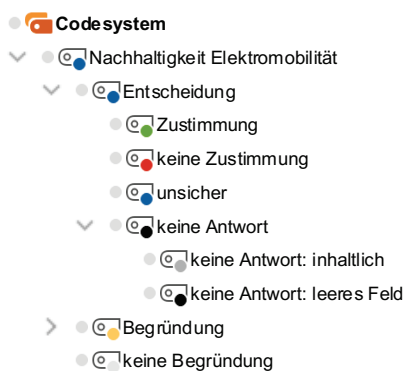 Codesystem
Nachhaltigkeit Elektromobilität
Entscheidung
Zustimmung
keine Zustimmung
unsicher
keine Antwort
keine Antwort: inhaltlich
keine Antwort: leeres Feld
Begründung
keine Begründung